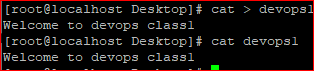 [root@localhost Desktop]# cat > devops1
Welcome to devops class1
[root@localhost Desktop]# cat devops1
Welcome to devops class1